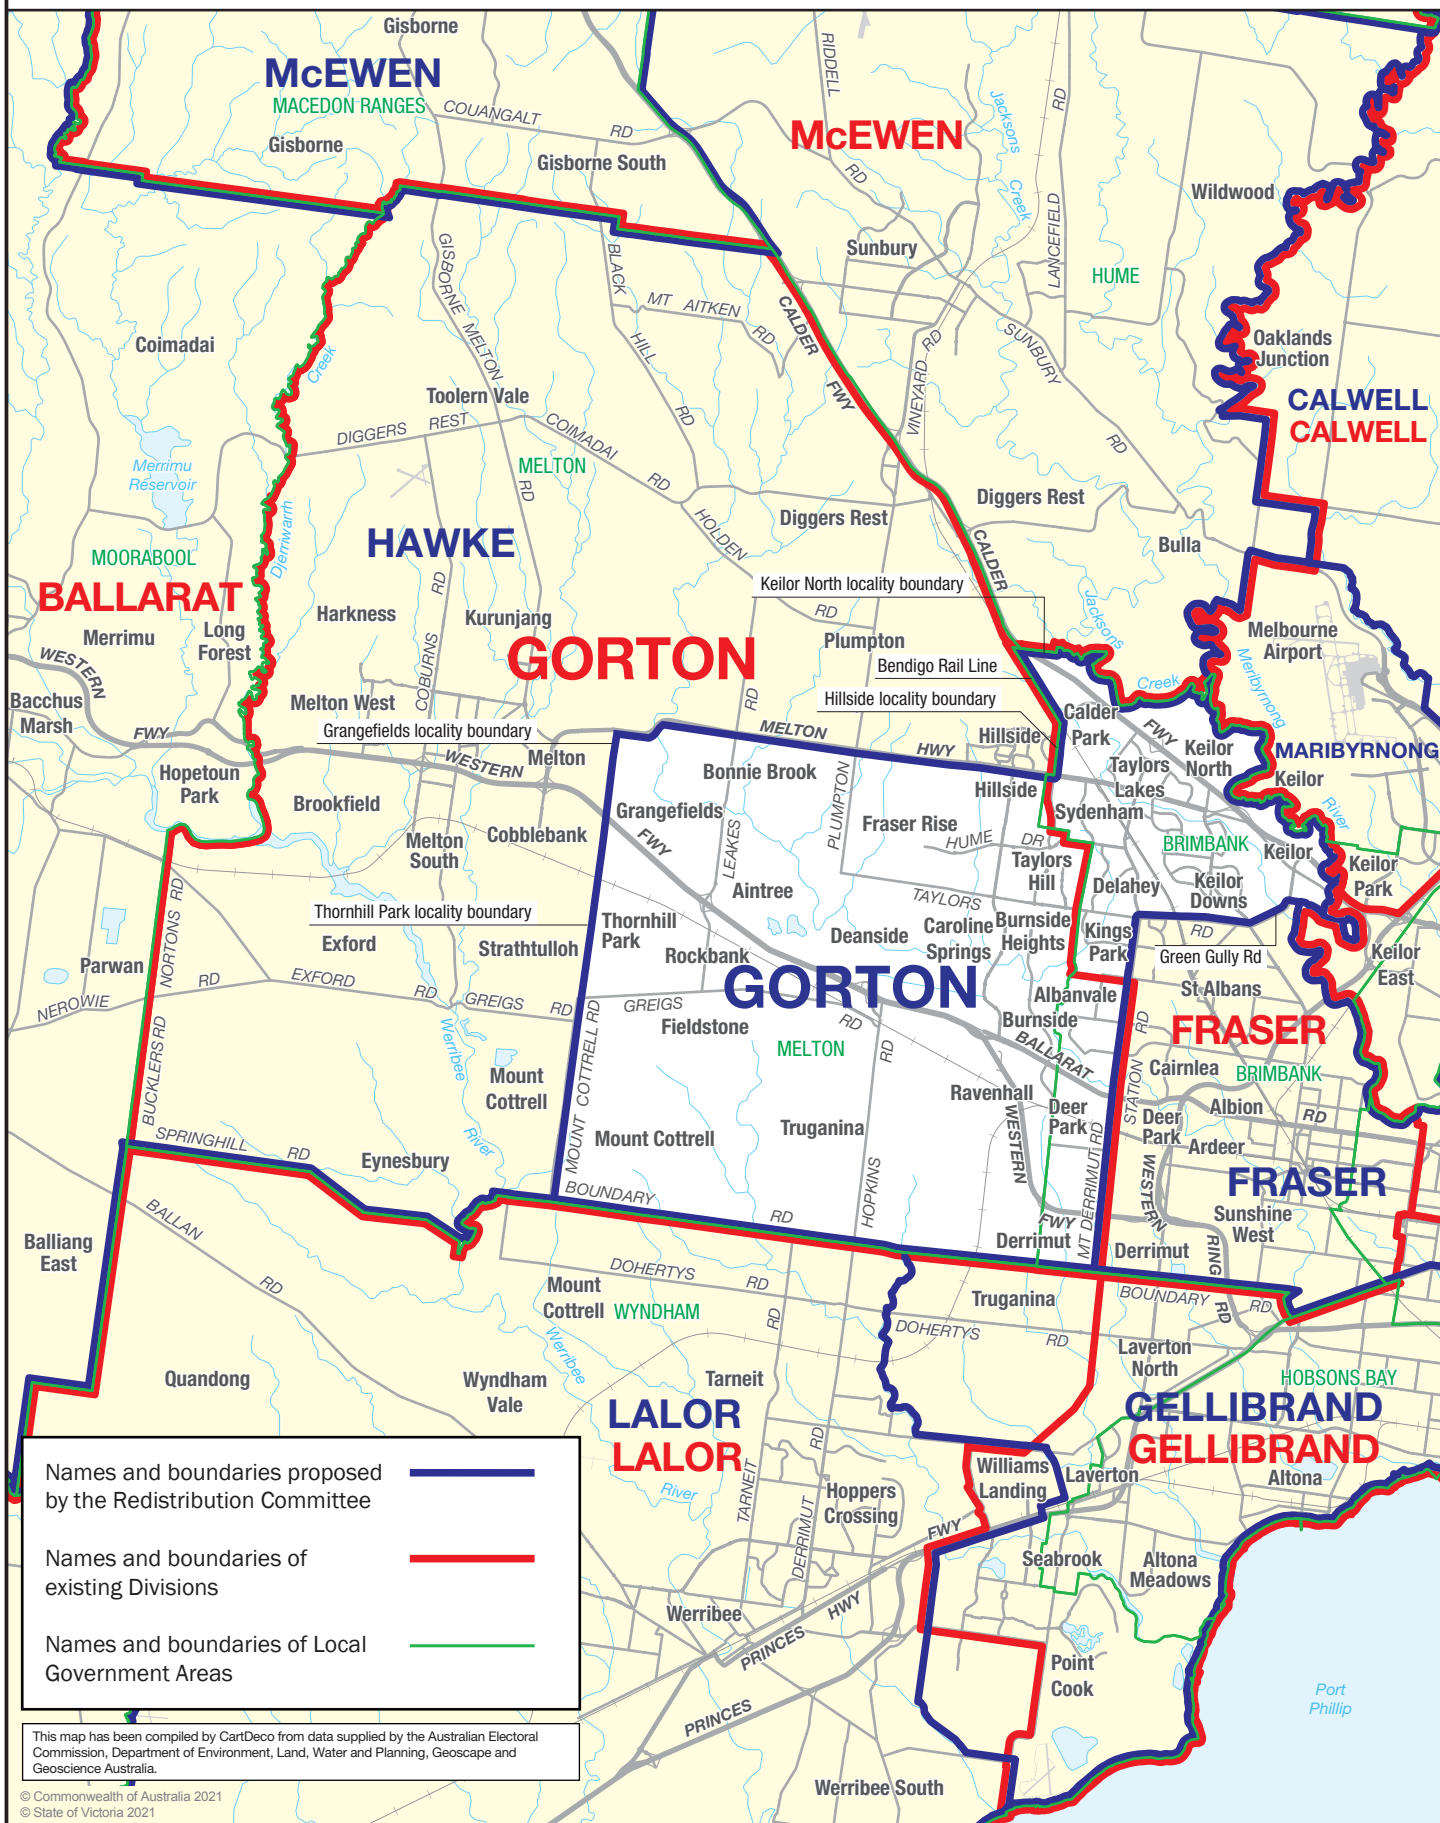 Gisborne
McEWEN
MACEDON RANGES
COUANGALT
RD
Gisborne
Gisborne South
RIDDELL
RD
McEWEN
Jacksons
Creek
RD
LANCEFIELD
Wildwood
Sunbury
HUME
GISBORNE
MELTON
RD
BLACK
HILL
RD
MT AITKEN
RD
CALDER
FWY
VINEYARD RD
SUNBURY
RD
Oaklands
Junction
CALWELL
CALWELL
Coimadai
Creek
Toolern Vale
DIGGERS REST
COIMADAI
RD
MELTON
Merrimu
Reservoir
Djerriwarrh
HOLDEN
RD
Diggers Rest
Diggers Rest
CALDER
Bulla
HAWKE
MOORABOOL
BALLARAT
Merrimu
Long
Forest
Harkness
COBURNS
RD
Kurunjang
GORTON
Keilor North locality boundary
Plumpton
Bendigo Rail Line
Hillside locality boundary
Jacksons
Creek
Melbourne
Airport
Meribyrnong
River
WESTERN
FWY
Bacchus
Marsh
Melton West
Grangefields locality boundary
RD
MELTON
HWY
Hillside
Calder
Park
FWY
Keilor
North
MARIBYRNONG
Keilor
Hopetoun
Park
WESTERN
Melton
Brookfield
Melton
South
Cobblebank
Grangefields
FWY
Bonnie Brook
LEAKES
PLUMPTON
Hillside
Taylors
Lakes
Sydenham
Fraser Rise
HUME DR
Taylors
Hill
BRIMBANK
Keilor
Keilor
Park
Delahey
Keilor
Downs
Aintree
TAYLORS
RD
Thornhill Park locality boundary
Thornhill
Park
Exford
Strathtulloh
Rockbank
Deanside
Caroline
Springs
Burnside
Heights
Kings
Park
Green Gully Rd
Keilor
East
Parwan
NORTONS RD
NEROWIE
RD
EXFORD
RD
GREIGS
RD
GREIGS
RD
GORTON
Fieldstone
MELTON
Albanvale
Burnside
St Albans
FRASER
BRIMBANK
BUCKLERS RD
Werribee
River
Mount
Cottrell
MOUNT COTTRELL RD
Mount Cottrell
Truganina
HOPKINS
RD
Ravenhall
BALLARAT
WESTERN
FWY
Deer
Park
STATION
RD
Cairnlea
Deer
Park
Albion
RD
Ardeer
FRASER
SPRINGHILL
RD
Eynesbury
BOUNDARY
RD
Derrimut
MT DERRIMUT RD
WESTERN
RING
RD
Derrimut
Sunshine
West
BALLAN
RD
Balliang
East
DOHERTYS
RD
Mount
Cottrell
WYNDHAM
Werribee
River
Truganina
DOHERTYS
RD
BOUNDARY
RD
Laverton
North
HOBSONS BAY
Quandong
Wyndham
Vale
Tarneit
LALOR
LALOR
TARNEIT
RD
DERRIMUT
RD
GELLIBRAND
GELLIBRAND
Williams
Landing
Laverton
Altona
Hoppers
Crossing
FWY
Seabrook
Altona
Meadows
Names and boundaries proposed
by the Redistribution Committee
Names and boundaries of
existing Divisions
Names and boundaries of Local
Government Areas
Werribee
PRINCES
HWY
PRINCES
Point
Cook
Port
Phillip
Werribee South
This map has been compiled by CartDeco from data supplied by the Australian Electoral
Commission, Department of Environment, Land, Water and Planning, Geoscape and
Geoscience Australia.
© Commonwealth of Australia 2021
© State of Victoria 2021